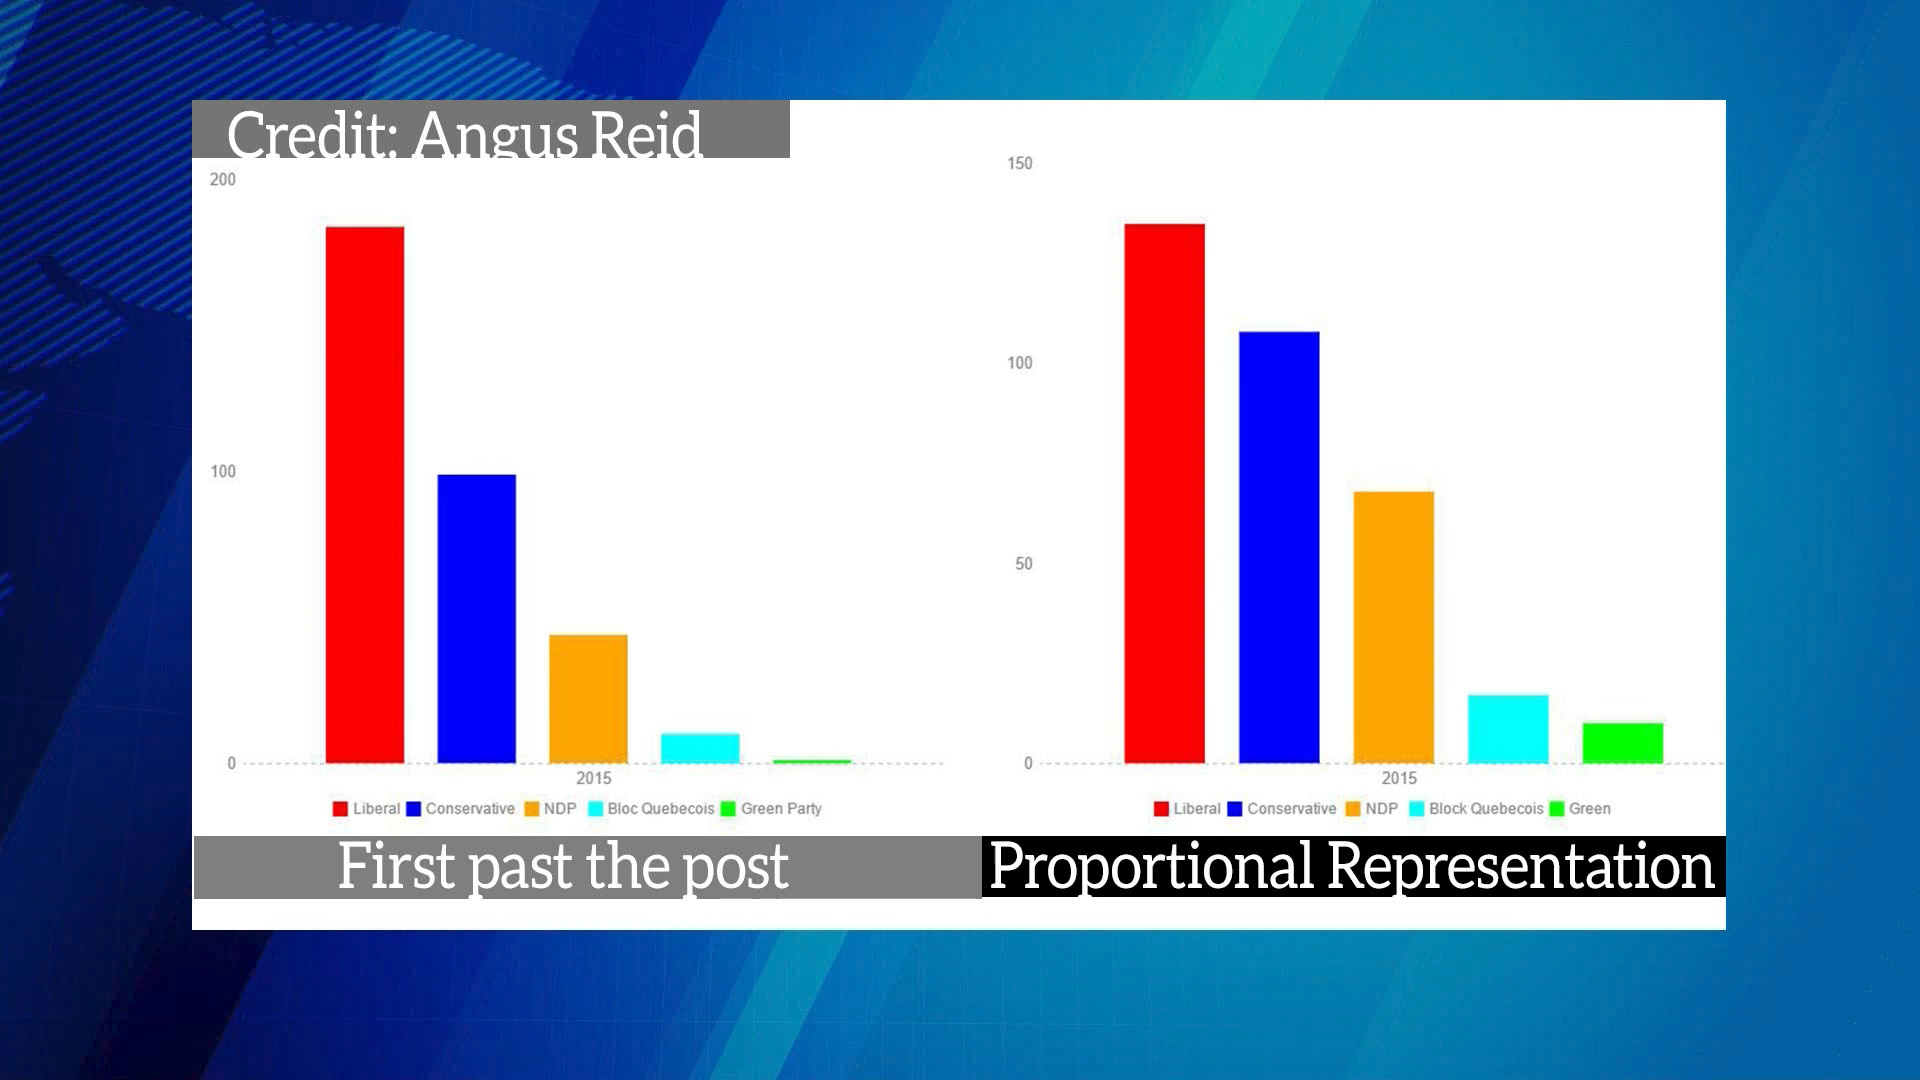 Credit: Angus Reid
200
100
0
2015
Liberal Conservative NDP Bloc Quebecois Green Party
First past the post
150
100
50
0
2015
Liberal Conservative NDP Block Quebecois Green
Proportional Representation